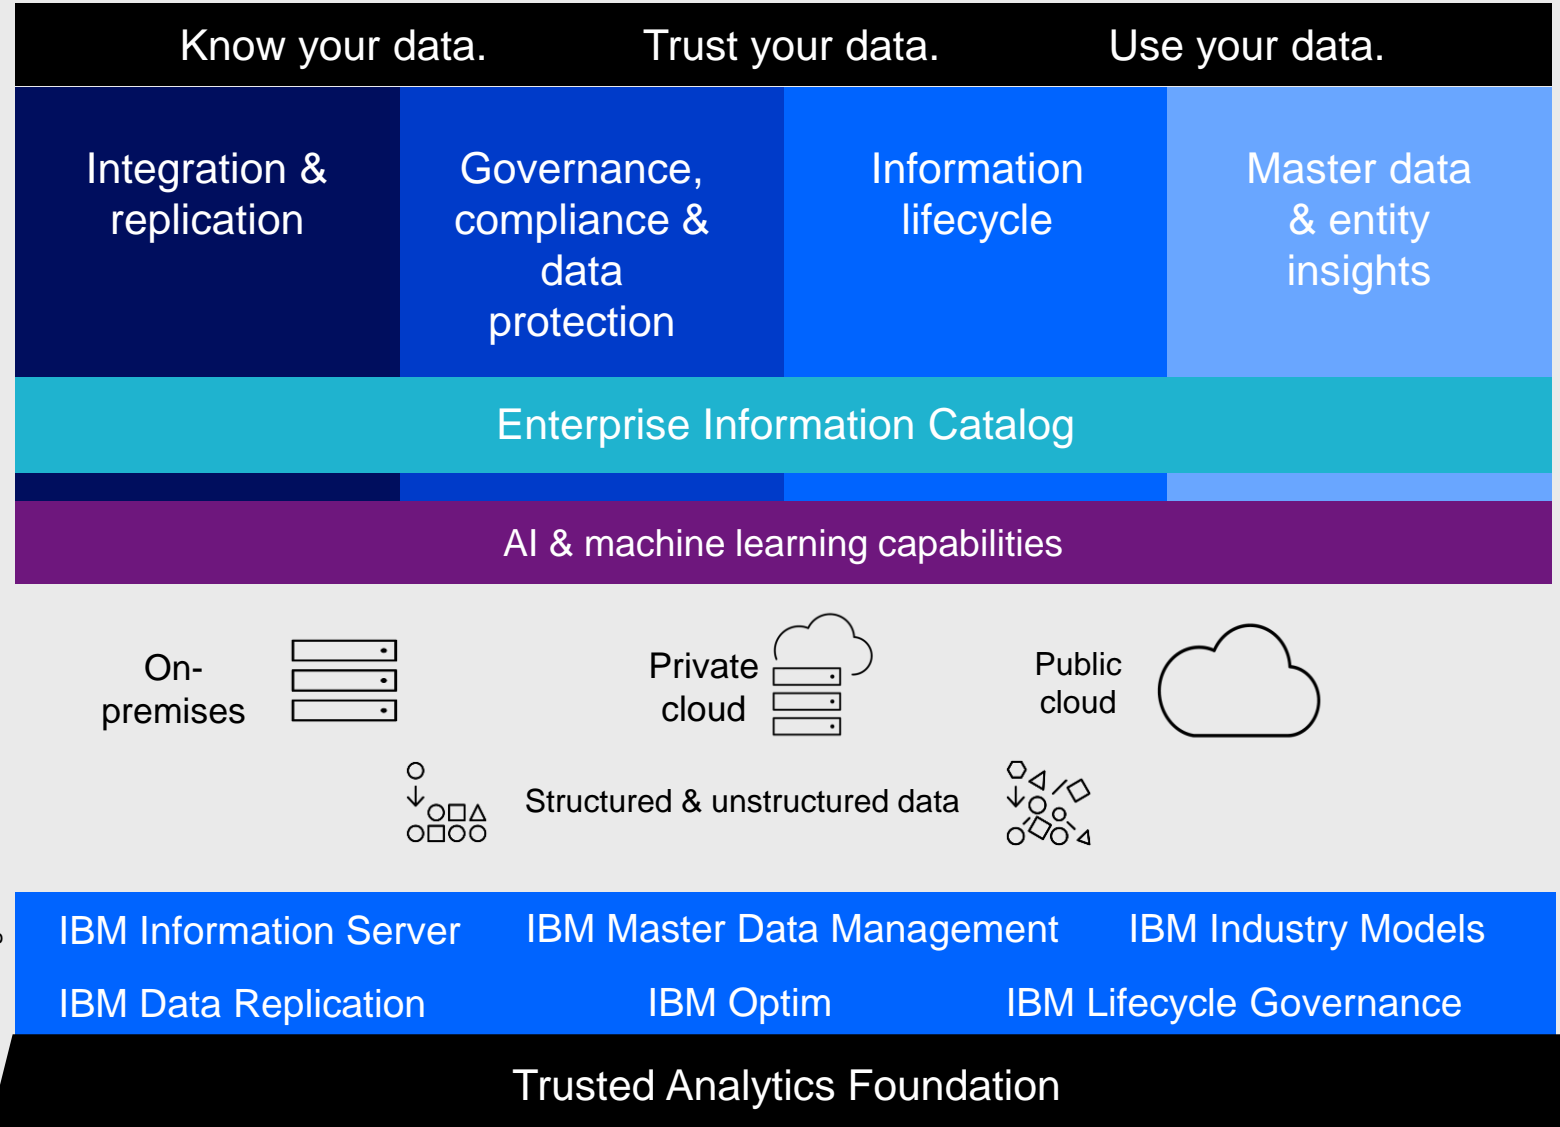 Know your data. Trust your data. Use your data.
Integration &
replication
Governance,
compliance &
data
protection
Information
lifecycle
Master data
& entity
insights
Enterprise Information Catalog
AI & machine learning capabilities
On-
premises
Private
cloud
Public
cloud
Structured & unstructured data
IBM Information Server IBM Master Data Management IBM Industry Models
IBM Data Replication IBM Optim IBM Lifecycle Governance
Trusted Analytics Foundation